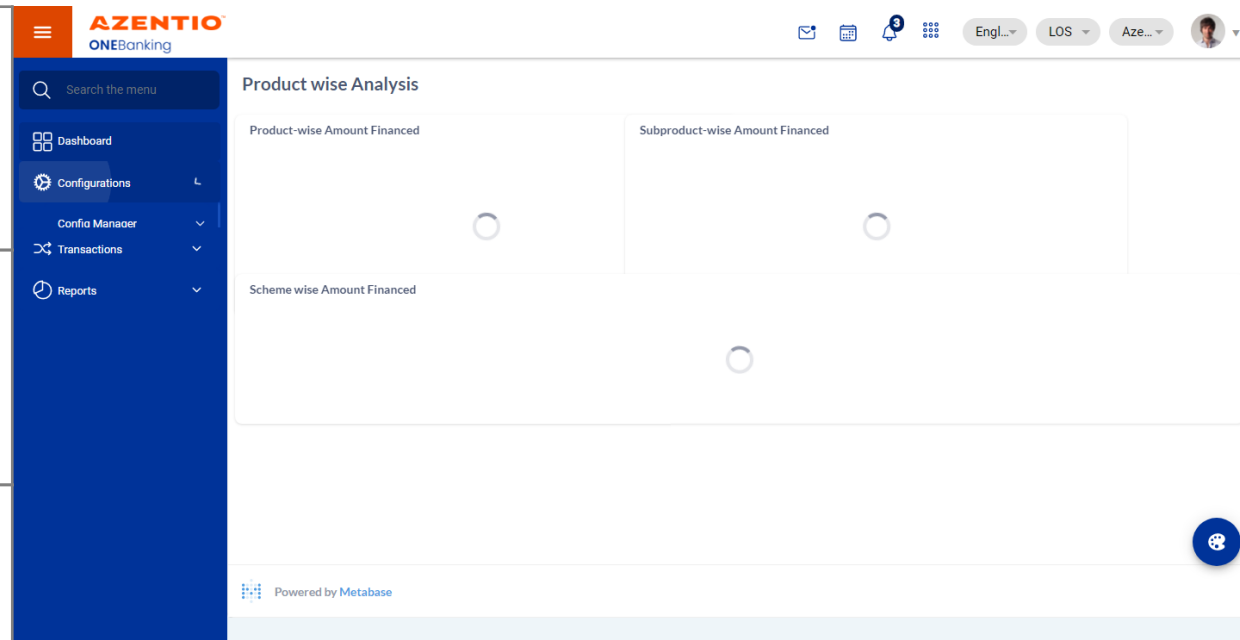 AZENTIO
ONEBanking
3
Engl...
LOS
Aze...
Search the menu
Dashboard
Configurations
Config Manager
Transactions
Reports
Product wise Analysis
Product-wise Amount Financed
Subproduct-wise Amount Financed
Scheme wise Amount Financed
Powered by Metabase